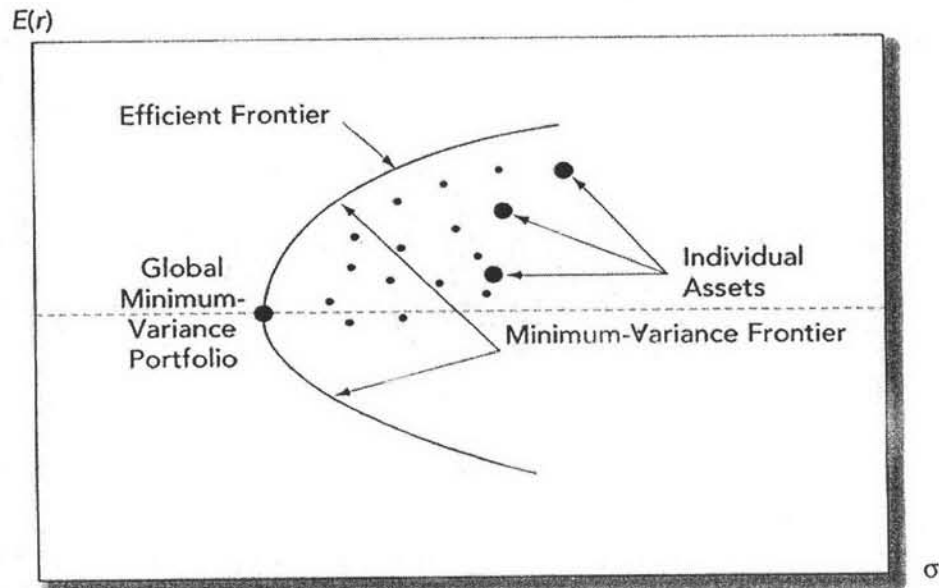 E(r)
Efficient Frontier
Global
Minimum-
Variance
Portfolio
Individual
Assets
Minimum-Variance Frontier
σ